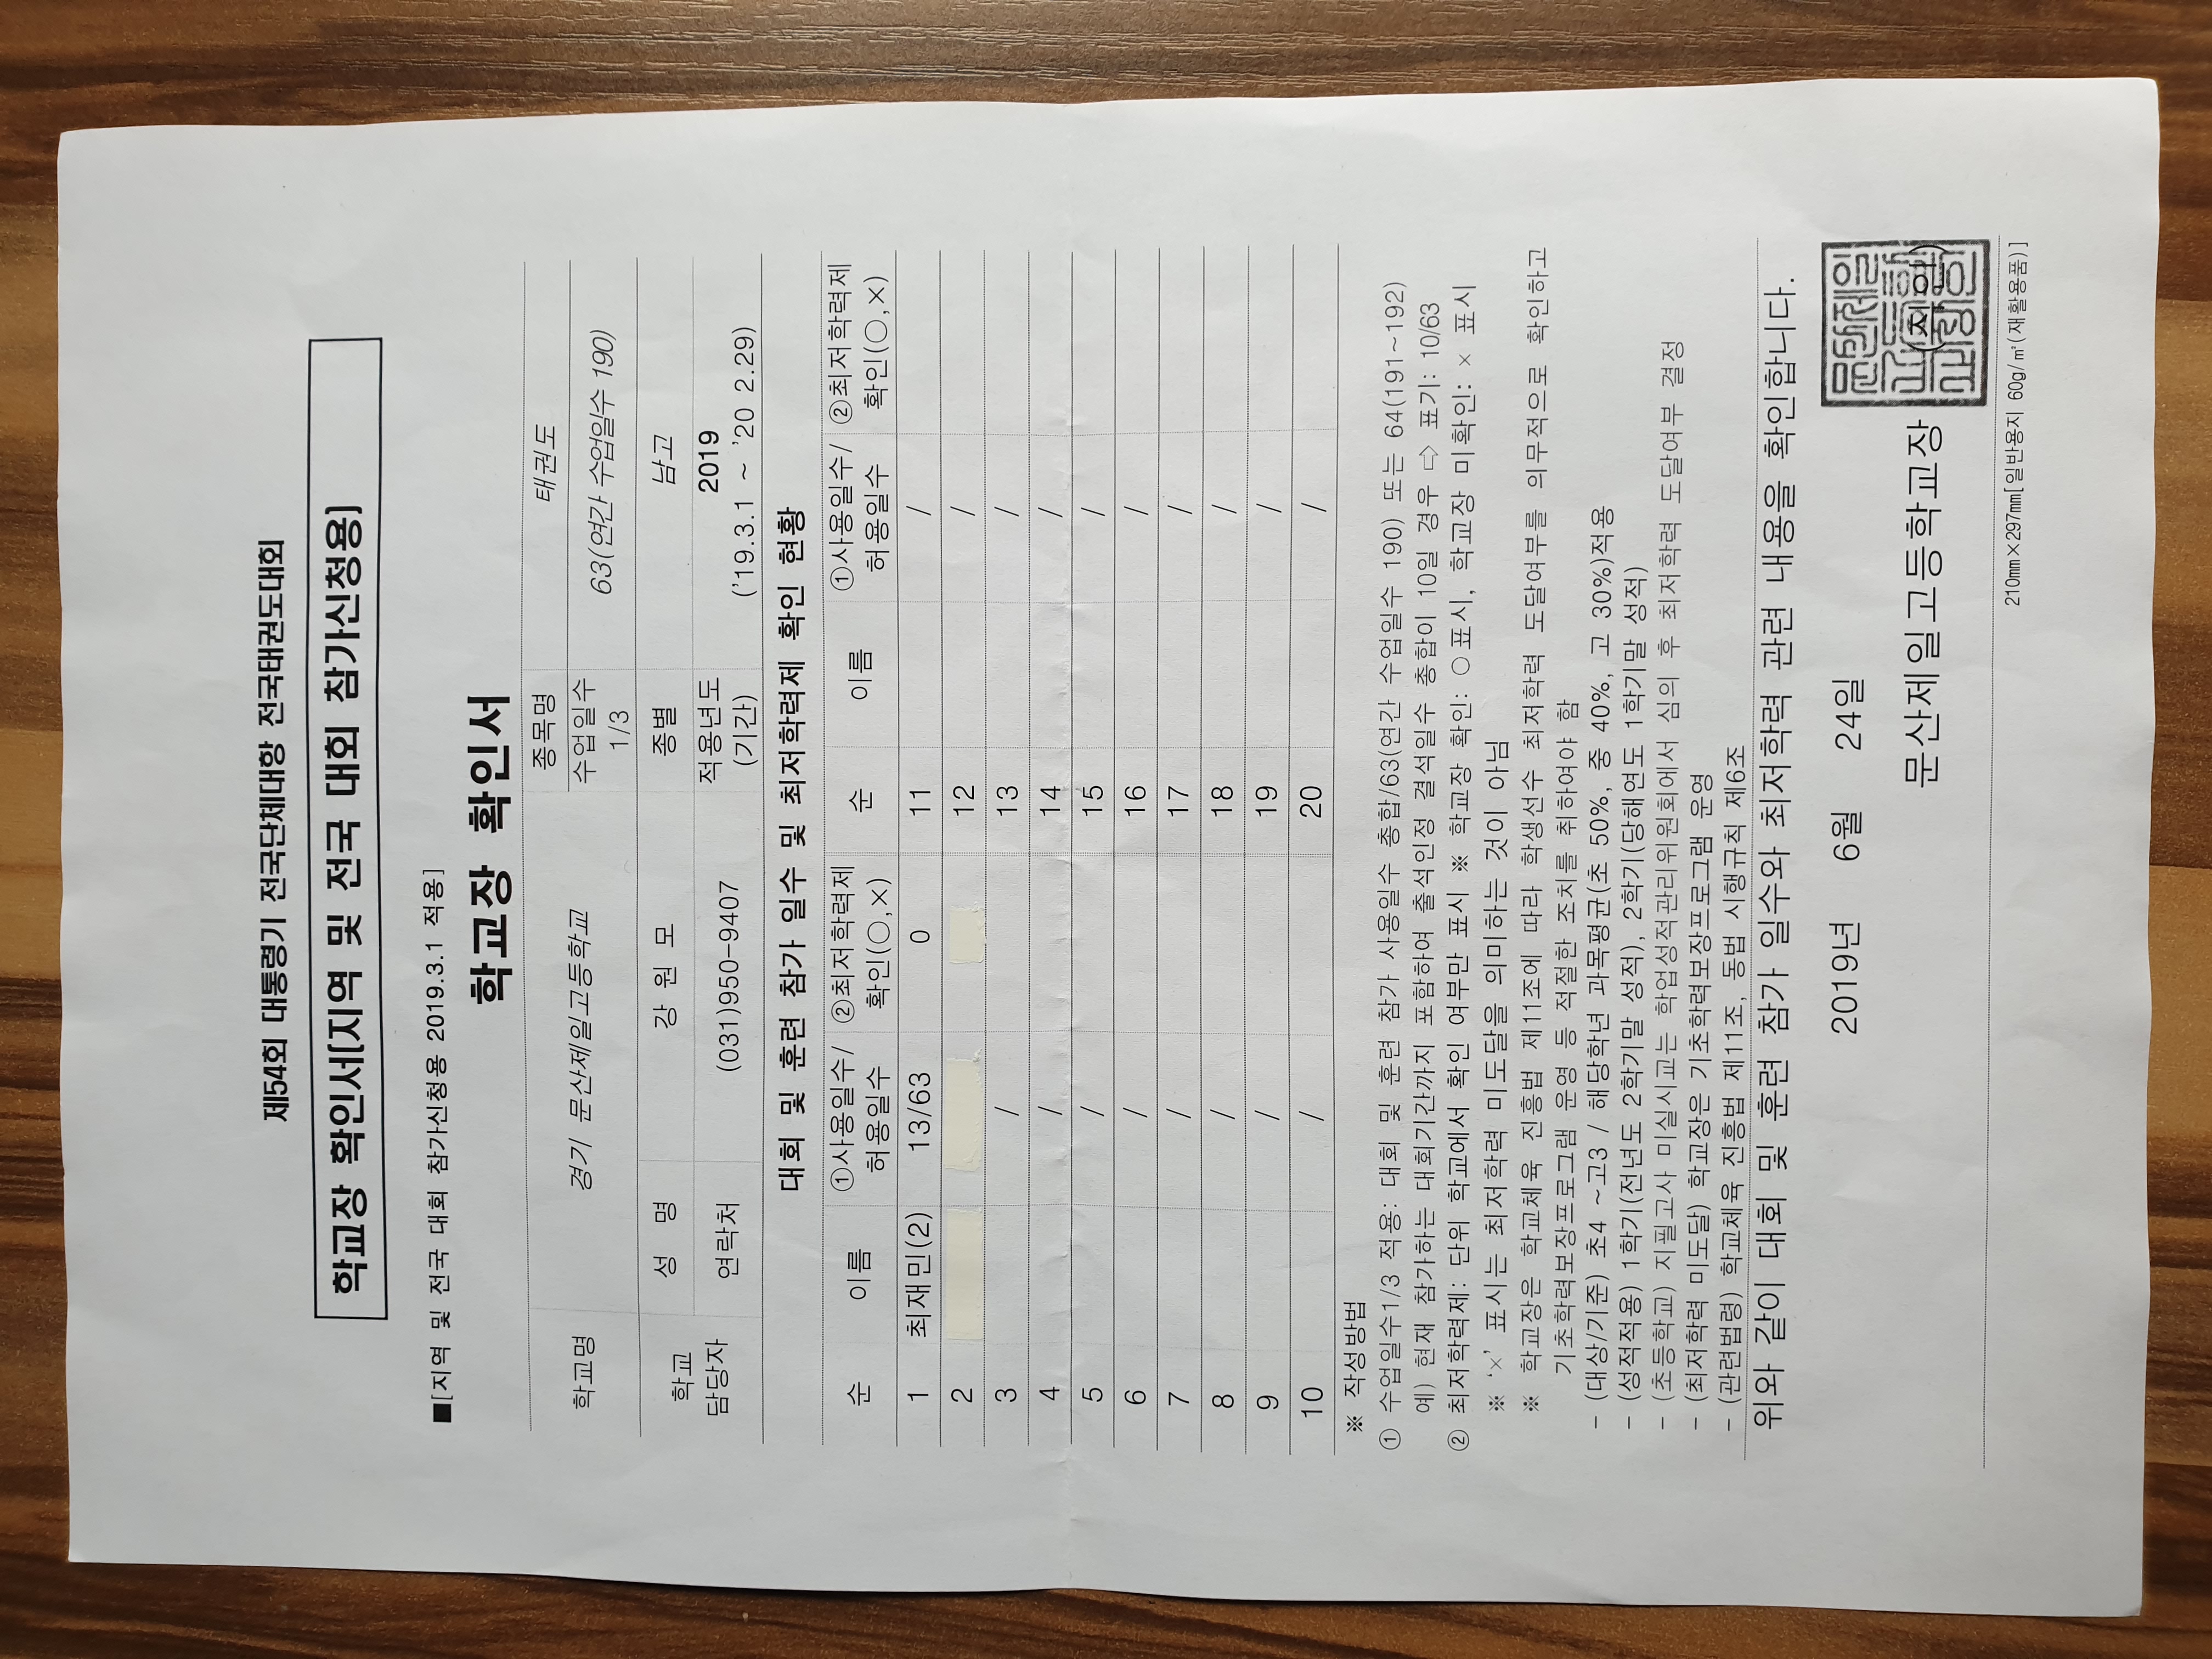 제54회 대통령기 전국단체대항 전국태권도대회
학교장 확인서[지역 및 전국 대회 참가신청용]
■[지역 및 전국 대회 참가신청용 2019.3.1 적용]
학교장 확인서
학교명 경기 문산제일고등학교 종목명 태권도
수업일수 1/3 63(연간 수업일수 190)
학교 담당자 성 명 강 원 모 종별 남고
연락처 (031)950-9407 적용년도 (기간) 2019 ('19.3.1 ~ '20 2.29)
대회 및 훈련 참가 일수 및 최저학력제 확인 현황
순 이름 ①사용일수/허용일수 ②최저학력제 확인(○,×) 순 이름 ①사용일수/허용일수 ②최저학력제 확인(○,×)
1 최재민(2) 13/63 0 11 /
2 12 /
3 / 13 /
4 / 14 /
5 / 15 /
6 / 16 /
7 / 17 /
8 / 18 /
9 / 19 /
10 / 20 /
※ 작성방법
① 수업일수1/3 적용: 대회 및 훈련 참가 사용일수 총합/63(연간 수업일수 190) 또는 64(191~192)
예) 현재 참가하는 대회기간까지 포함하여 출석인정 결석일수 총합이 10일 경우 ⇨ 표기: 10/63
② 최저학력제: 단위 학교에서 확인 여부만 표시 ※ 학교장 확인: ○표시, 학교장 미확인: × 표시
※ '×' 표시는 최저학력 미도달을 의미하는 것이 아님
※ 학교장은 학교체육 진흥법 제11조에 따라 학생선수 최저학력 도달여부를 의무적으로 확인하고
기초학력보장프로그램 운영 등 적절한 조치를 취하여야 함
- (대상/기준) 초4 ~고3 / 해당학년 과목평균(초 50%, 중 40%, 고 30%)적용
- (성적적용) 1학기(전년도 2학기말 성적), 2학기(당해연도 1학기말 성적)
- (초등학교) 지필고사 미실시교는 학업성적관리위원회에서 심의 후 최저학력 도달여부 결정
- (최저학력 미도달) 학교장은 기초학력보장프로그램 운영
- (관련법령) 학교체육 진흥법 제11조, 동법 시행규칙 제6조
위와 같이 대회 및 훈련 참가 일수와 최저학력 관련 내용을 확인합니다.
2019년 6월 24일
문산제일고등학교장 (직인)
210㎜×297㎜[일반용지 60g/㎡(재활용품)]